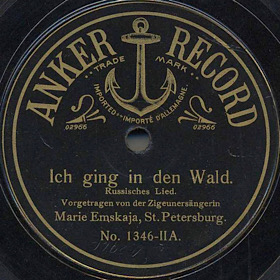 ANKER RECORD
TRADE MARK
IMPORTED-IMPORTÉ D'ALLEMAGNE.
02966 02966
Ich ging in den Wald.
Russisches Lied.
Vorgetragen von der Zigeunersängerin
Marie Emskaja, St. Petersburg.
No. 1346-IIA.